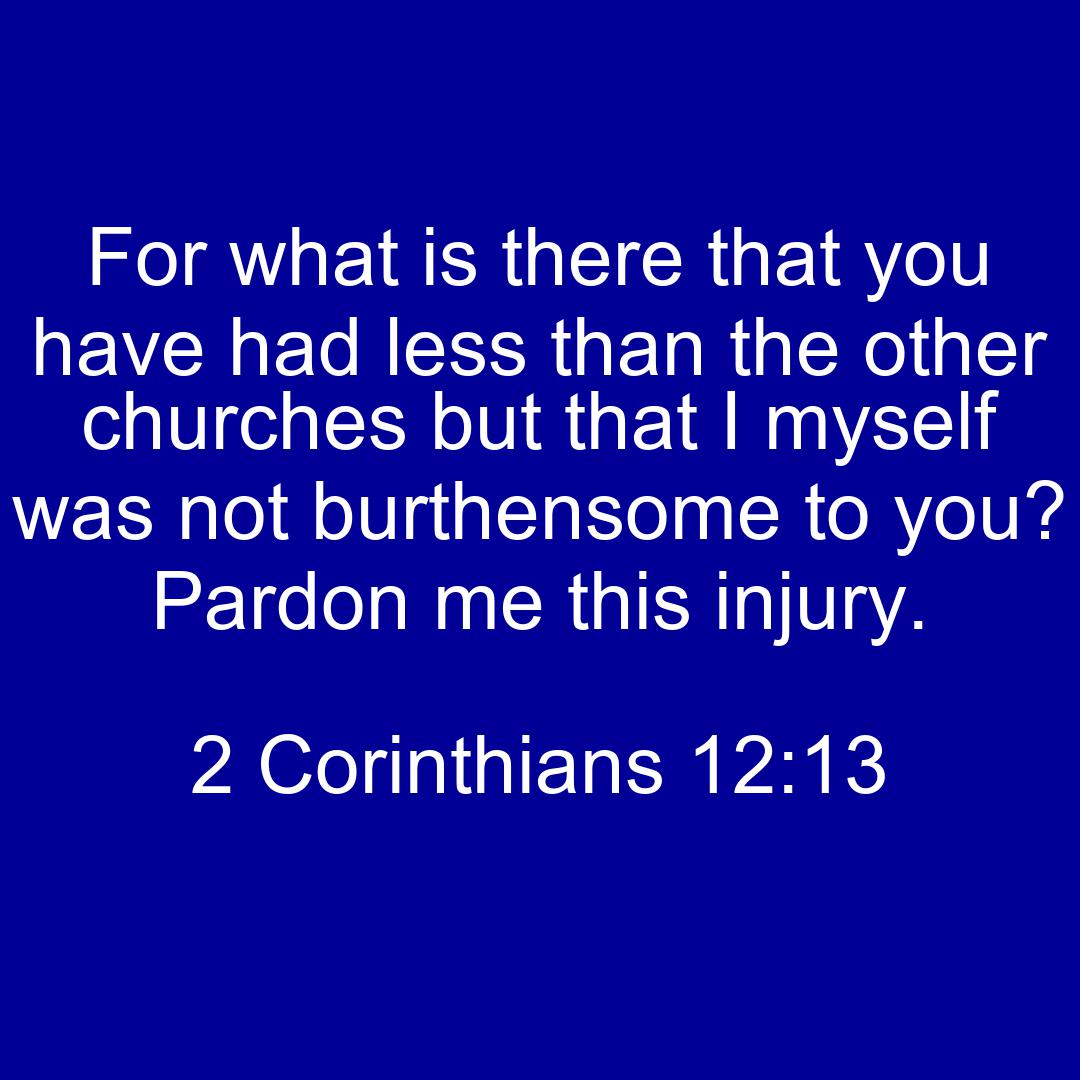 For what is there that you
have had less than the other
churches but that I myself
was not burthensome to you?
Pardon me this injury.
2 Corinthians 12:13